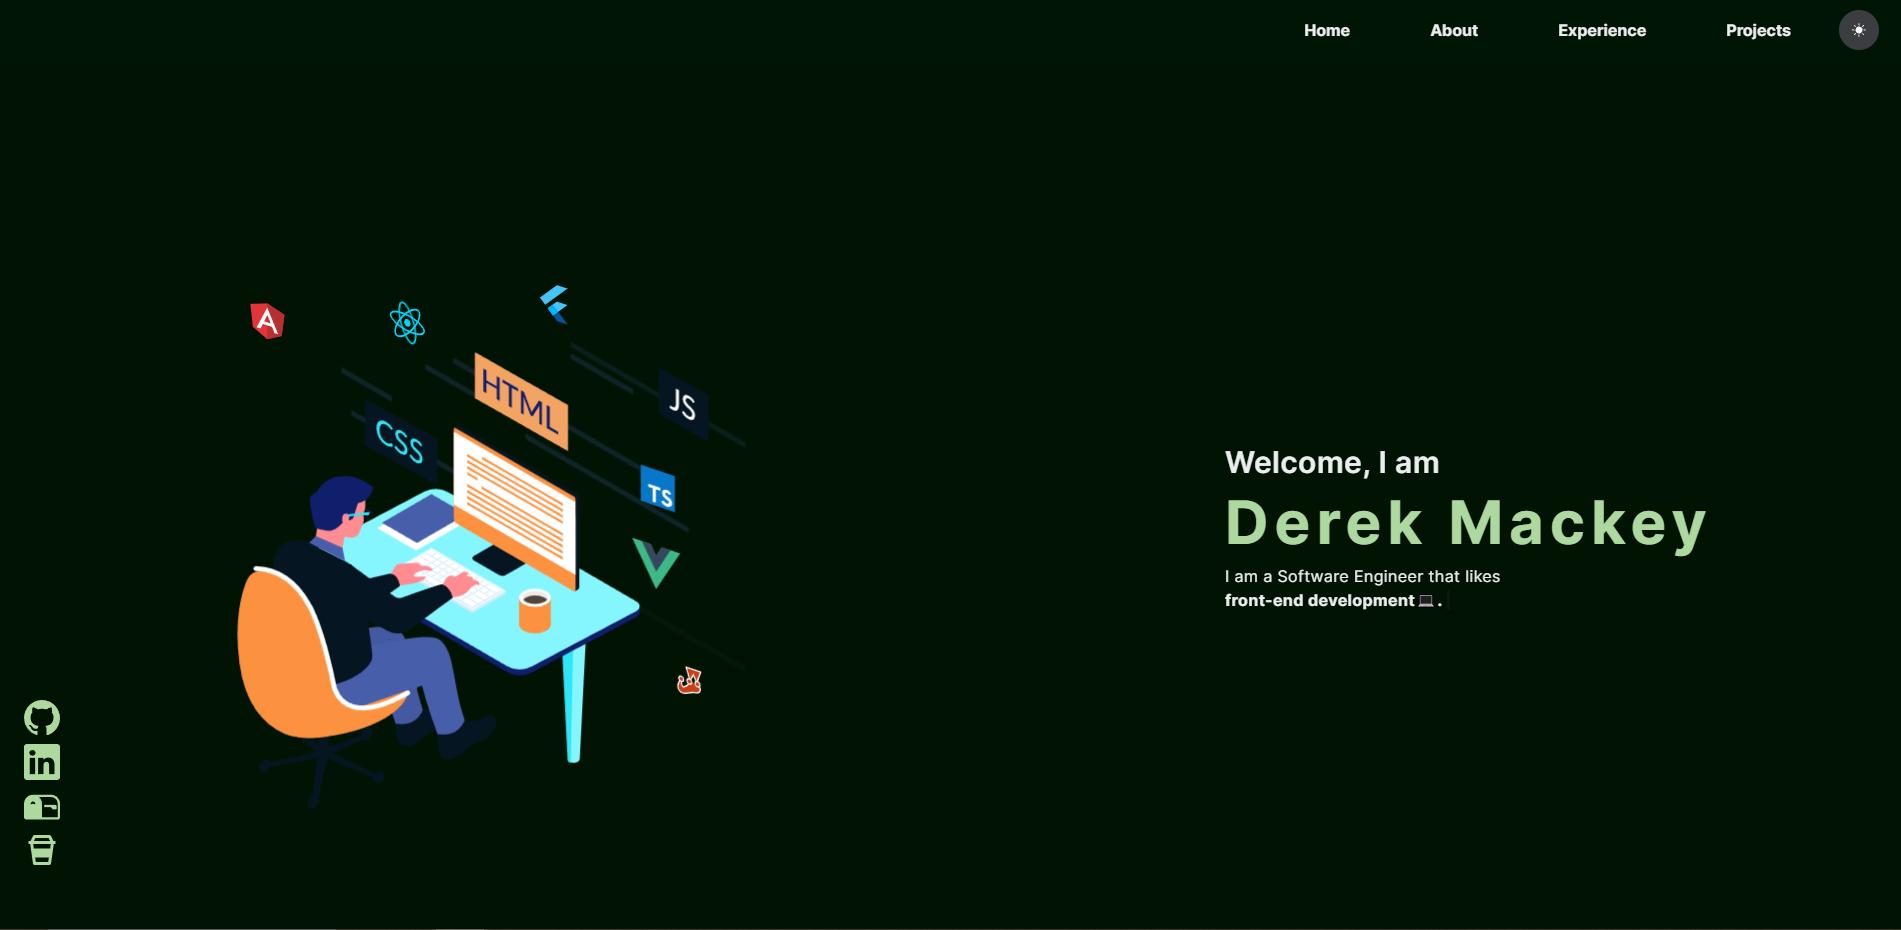 Home About Experience Projects
HTML
JS
CSS
TS
Welcome, I am
Derek Mackey
I am a Software Engineer that likes
front-end development💻.
A
in